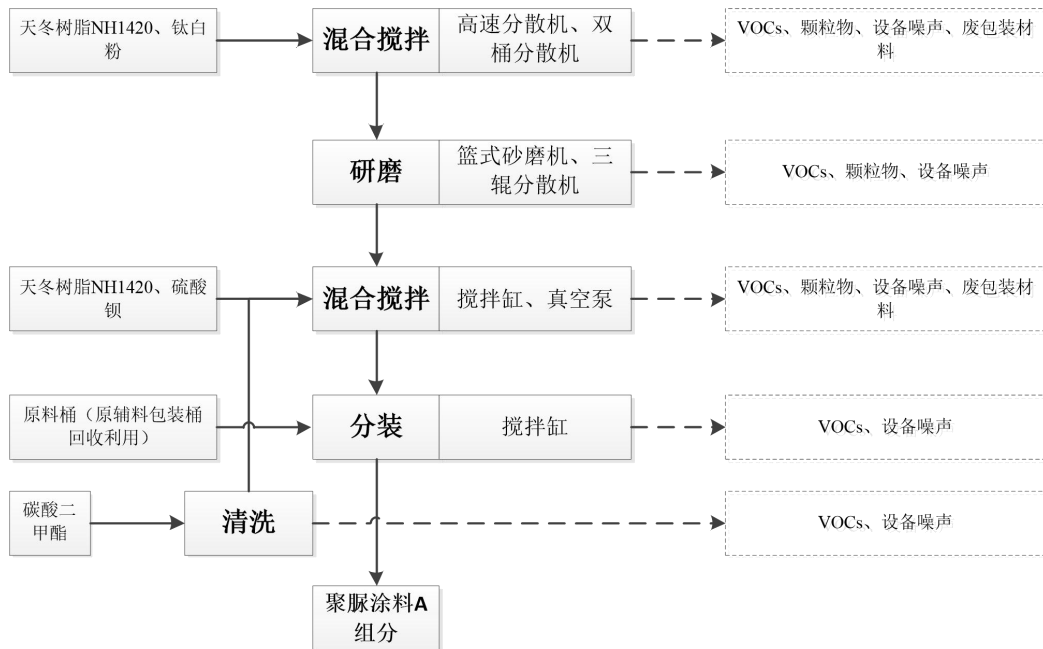 天冬树脂NH1420、钛白
粉
混合搅拌
高速分散机、双
桶分散机
VOCs、颗粒物、设备噪声、废包装材
料
研磨
篮式砂磨机、三
辊分散机
VOCs、颗粒物、设备噪声
天冬树脂NH1420、硫酸
钡
混合搅拌
搅拌缸、真空泵
VOCs、颗粒物、设备噪声、废包装材
料
原料桶（原辅料包装桶
回收利用）
分装
搅拌缸
VOCs、设备噪声
碳酸二
甲酯
清洗
VOCs、设备噪声
聚脲涂料A
组分